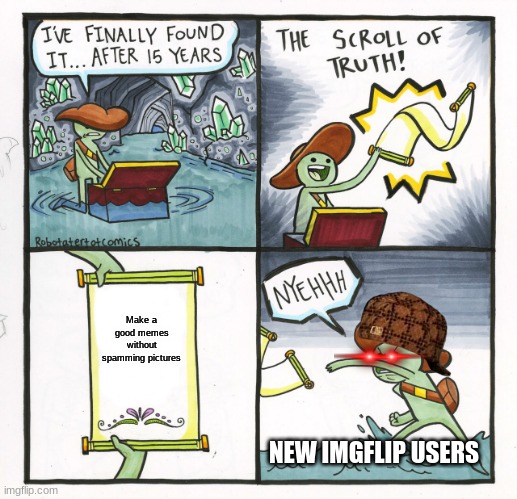 I'VE FINALLY FOUND
IT... AFTER 15 YEARS
THE SCROLL OF
TRUTH!
Robotatertotcomics
Make a
good memes
without
spamming pictures
NYEHHH
NEW IMGFLIP USERS
imgflip.com